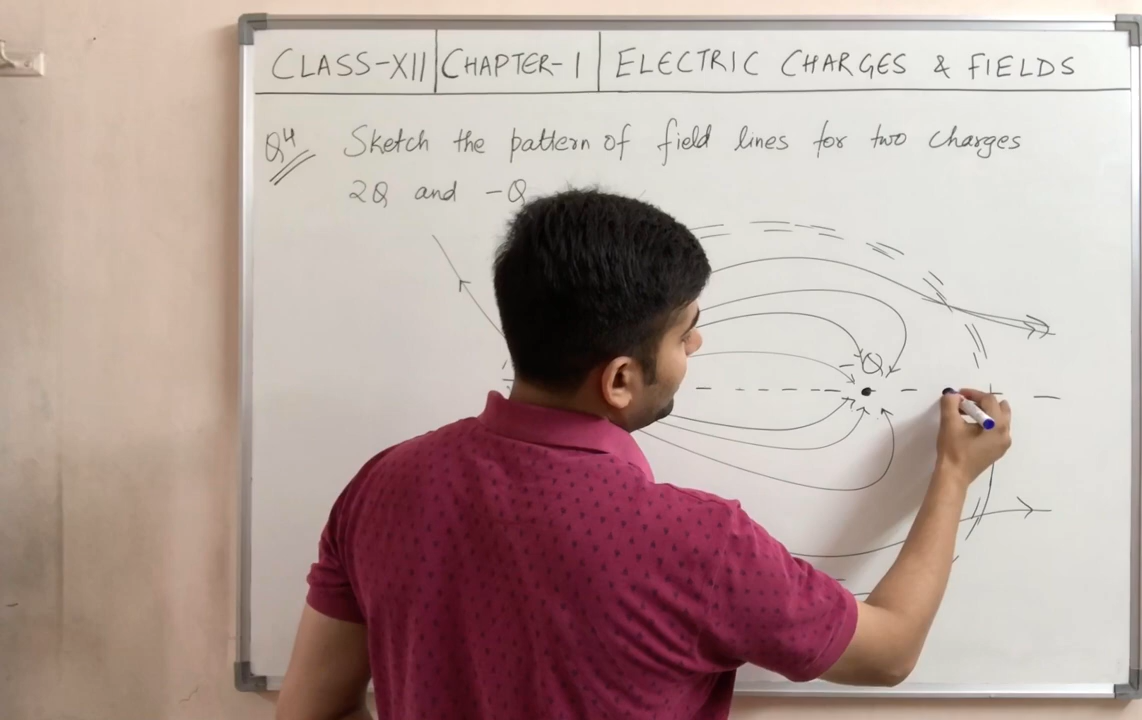 CLASS-XII CHAPTER-1 ELECTRIC CHARGES & FIELDS
Q4 Sketch the pattern of field lines for two charges
2Q and -Q
-Q